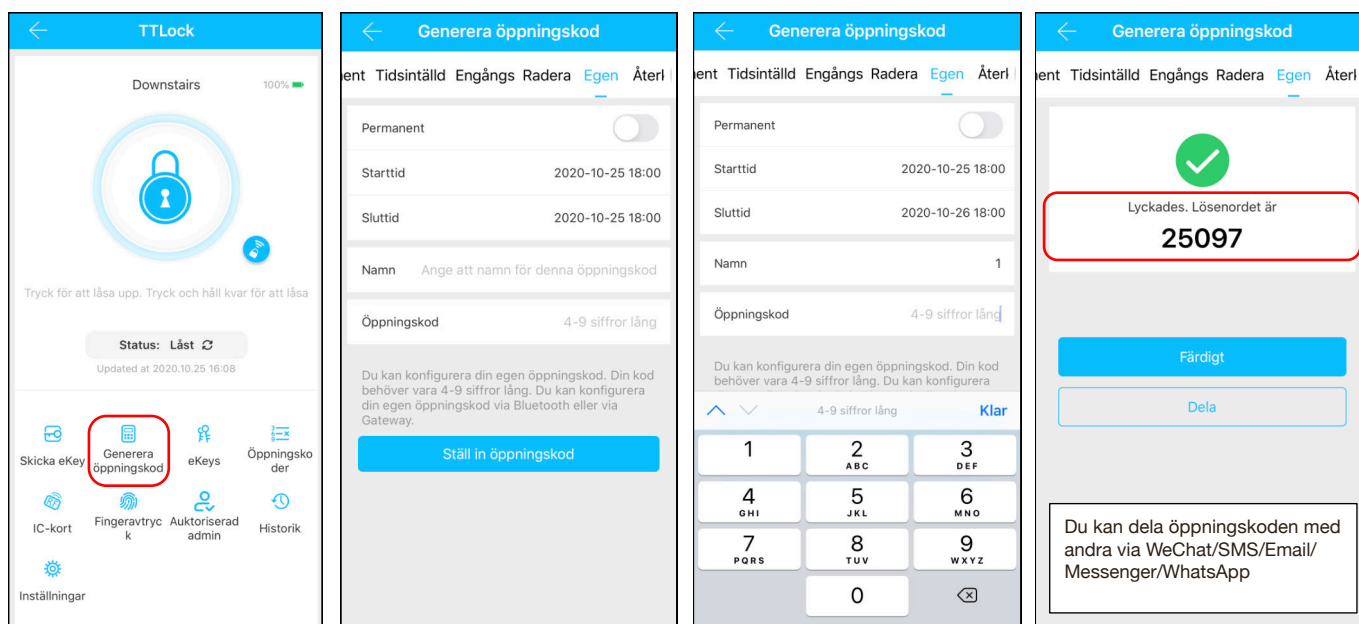 TTLock
Downstairs
100%
Tryck för att låsa upp. Tryck och håll kvar för att låsa
Status: Låst
Updated at 2020.10.25 16:08
Skicka eKey
Generera
öppningskod
eKeys
Öppningsko
der
IC-kort
Fingeravtryc
k
Auktoriserad
admin
Historik
Inställningar
Generera öppningskod
ent Tidsintälld Engångs Radera Egen Återl
Permanent
Starttid 2020-10-25 18:00
Sluttid 2020-10-25 18:00
Namn Ange att namn för denna öppningskod
Öppningskod 4-9 siffror lång
Du kan konfigurera din egen öppningskod. Din kod
behöver vara 4-9 siffror lång. Du kan konfigurera
din egen öppningskod via Bluetooth eller via
Gateway.
Ställ in öppningskod
Generera öppningskod
ent Tidsintälld Engångs Radera Egen Återl
Permanent
Starttid 2020-10-25 18:00
Sluttid 2020-10-26 18:00
Namn 1
Öppningskod 4-9 siffror lång
Du kan konfigurera din egen öppningskod. Din kod
behöver vara 4-9 siffror lång. Du kan konfigurera
4-9 siffror lång Klar
1 2 3
ABC DEF
4 5 6
GHI JKL MNO
7 8 9
PQRS TUV WXYZ
0
Generera öppningskod
ent Tidsintälld Engångs Radera Egen Återl
Lyckades. Lösenordet är
25097
Färdigt
Dela
Du kan dela öppningskoden med
andra via WeChat/SMS/Email/
Messenger/WhatsApp